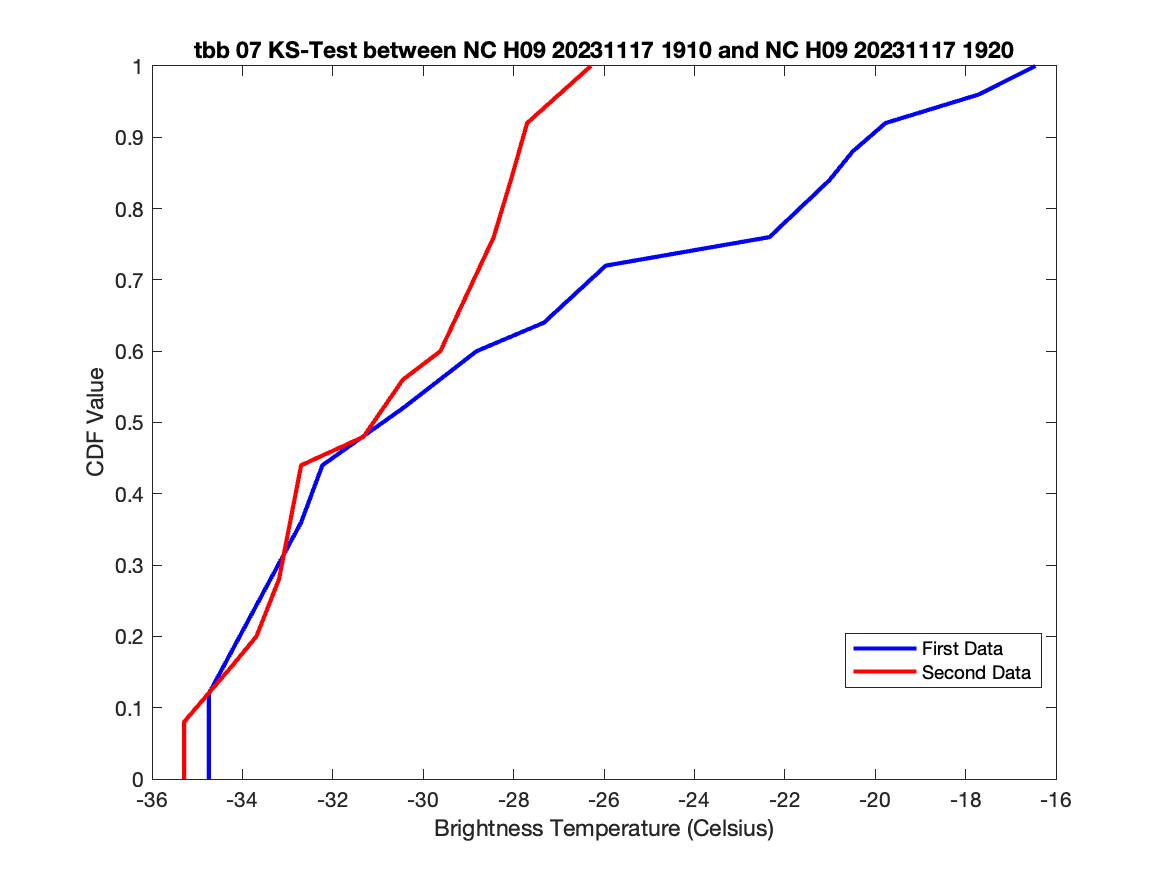 tbb 07 KS-Test between NC H09 20231117 1910 and NC H09 20231117 1920
1
0.9
0.8
0.7
0.6
0.5
0.4
0.3
0.2
0.1
0
CDF Value
First Data
Second Data
-36 -34 -32 -30 -28 -26 -24 -22 -20 -18 -16
Brightness Temperature (Celsius)